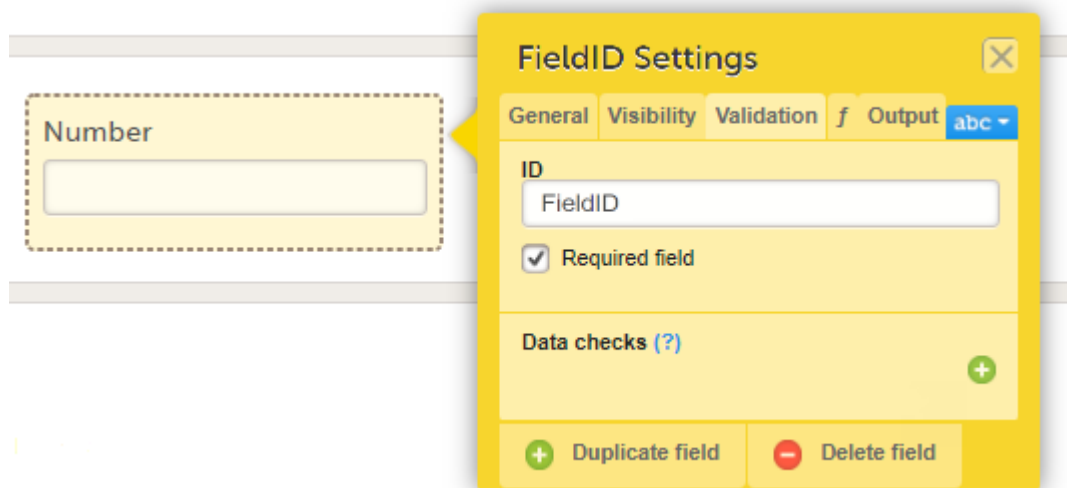 Number
FieldID Settings
General Visibility Validation ƒ Output abc
ID
FieldID
Required field
Data checks (?)
Duplicate field Delete field